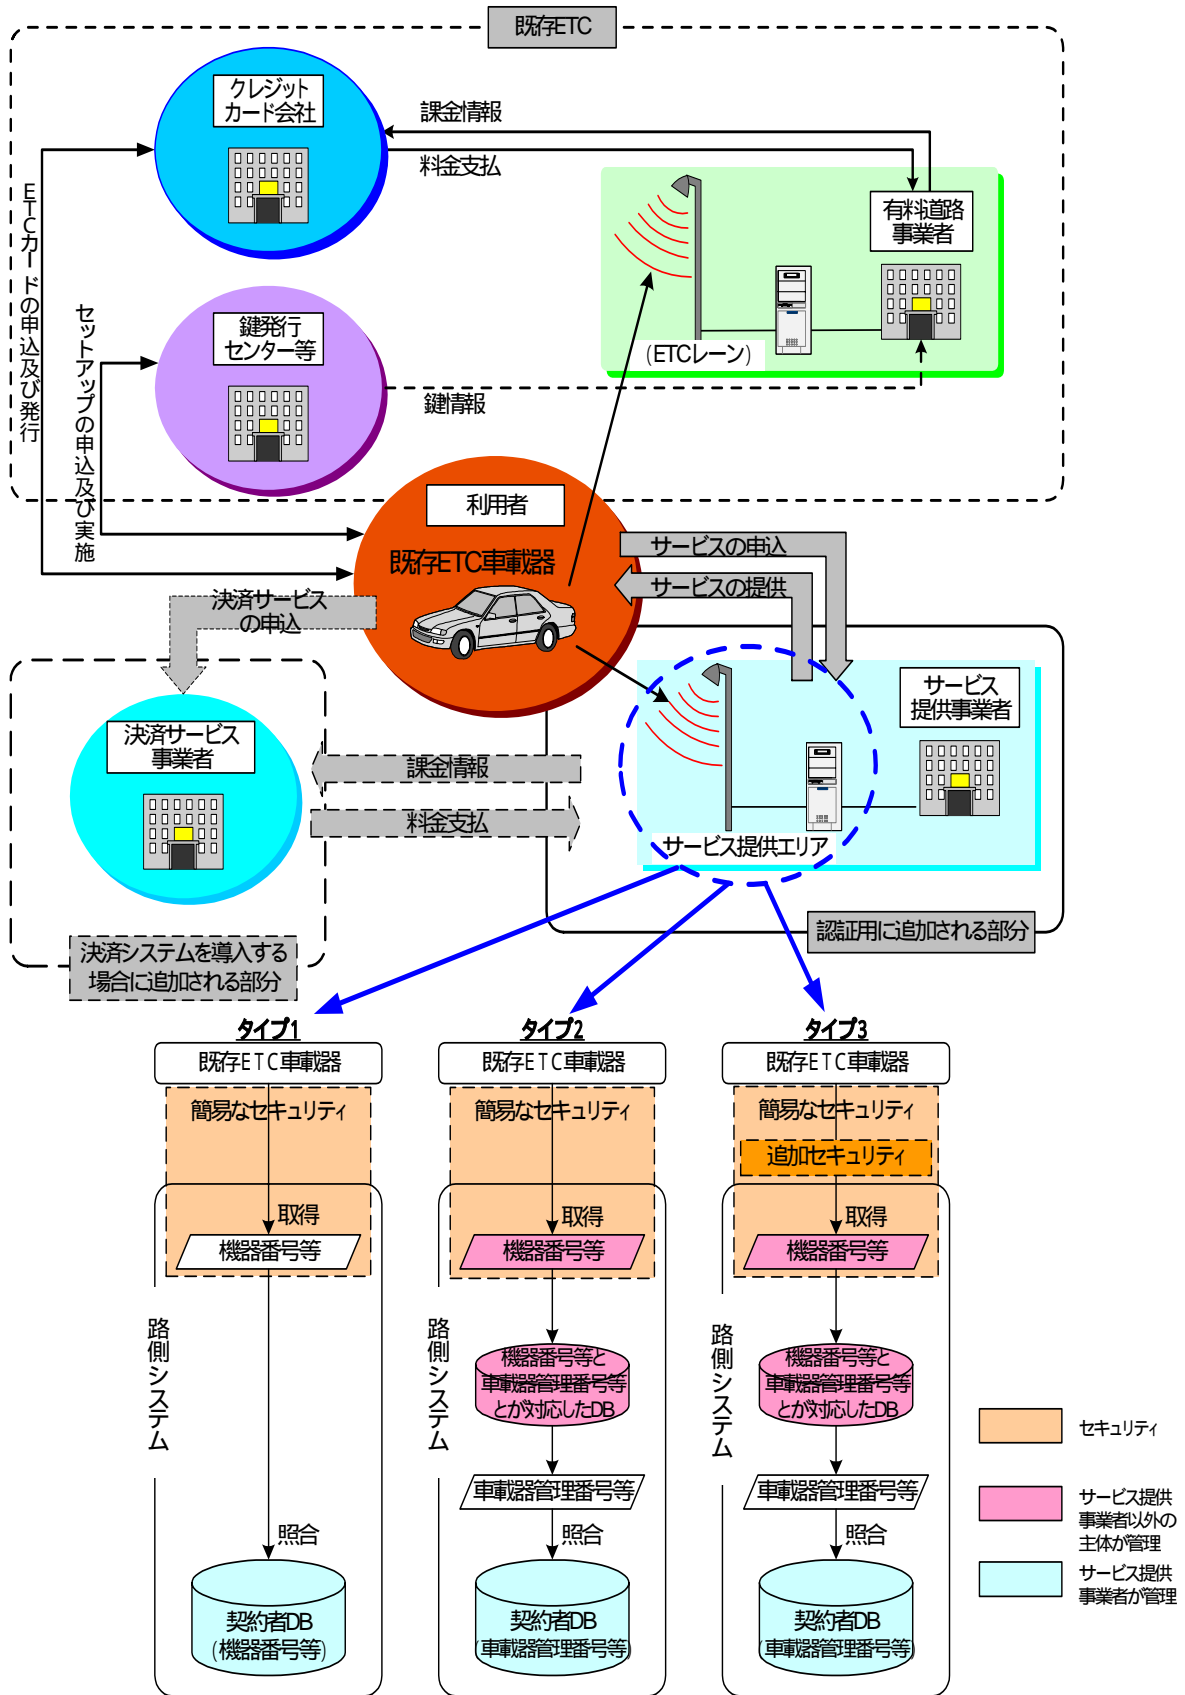 既存ETC
クレジット
カード会社
課金情報
料金支払
有料道路
事業者
(ETCレーン)
ETCカードの申込及び発行
セットアップの申込及び実施
鍵発行
センター等
鍵情報
利用者
既存ETC車載器
サービスの申込
サービスの提供
決済サービス
の申込
サービス
提供事業者
決済サービス
事業者
課金情報
料金支払
サービス提供エリア
認証用に追加される部分
決済システムを導入する
場合に追加される部分
タイプ1
既存ETC車載器
簡易なセキュリティ
取得
機器番号等
路側システム
照合
契約者DB
(機器番号等)
タイプ2
既存ETC車載器
簡易なセキュリティ
取得
機器番号等
路側システム
機器番号等と
車載器管理番号等
とが対応したDB
車載器管理番号等
照合
契約者DB
(車載器管理番号等)
タイプ3
既存ETC車載器
簡易なセキュリティ
追加セキュリティ
取得
機器番号等
路側システム
機器番号等と
車載器管理番号等
とが対応したDB
車載器管理番号等
照合
契約者DB
(車載器管理番号等)
セキュリティ
サービス提供
事業者以外の
主体が管理
サービス提供
事業者が管理